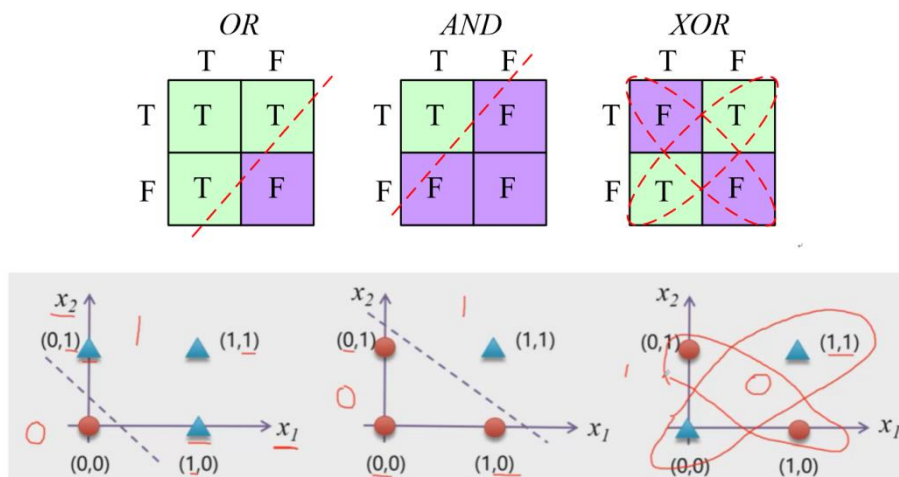 OR AND XOR
T F T F T F
T T T T T F T F T
F T F F F F F T F
x2 1 x2 1 x2
(0,1) (1,1) (0,1) (1,1) (0,1) (1,1)
0 0 1 0
x1 x1 x1
(0,0) (1,0) (0,0) (1,0) (0,0) (1,0)